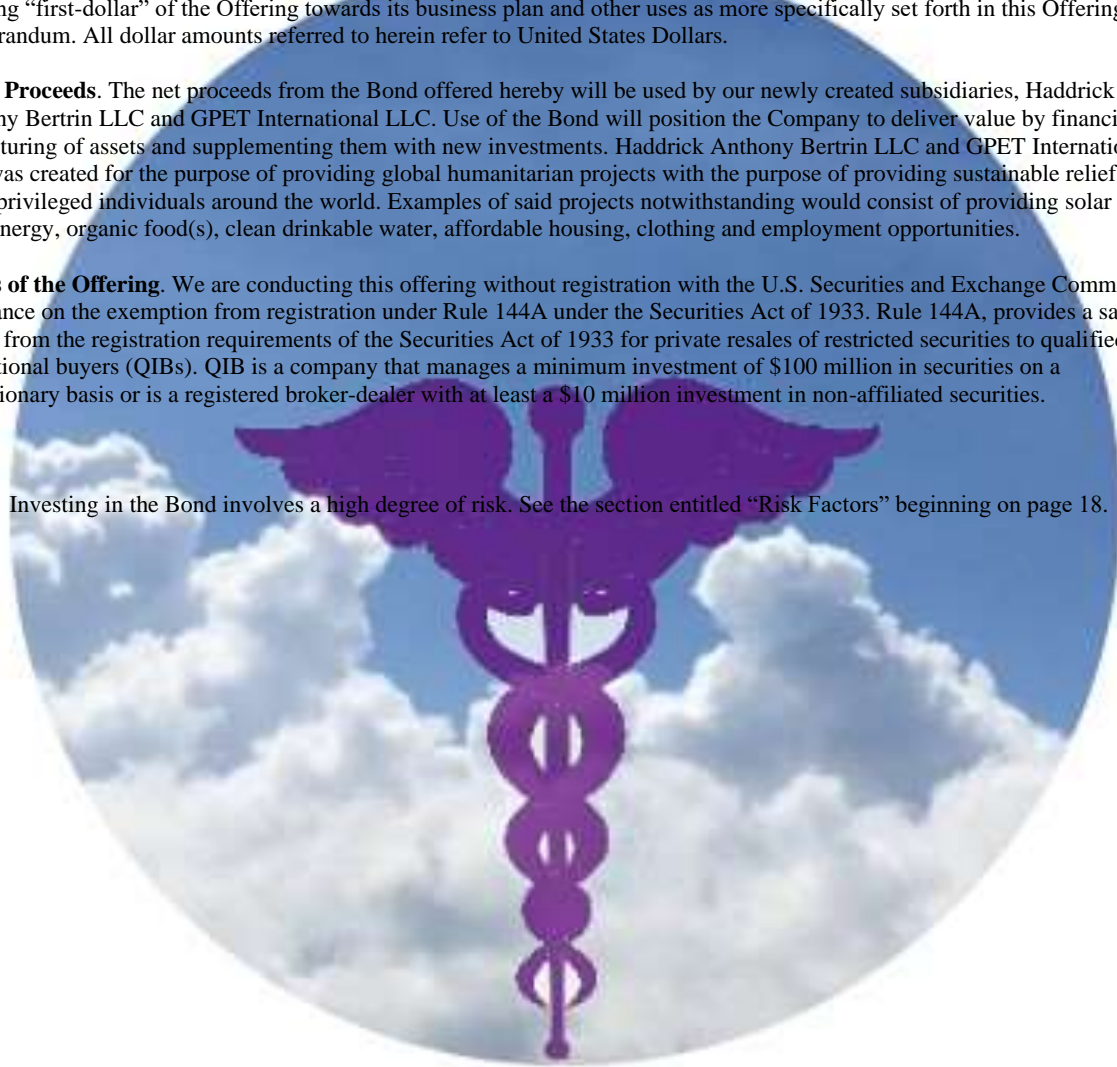 ng “first-dollar” of the Offering towards its business plan and other uses as more specifically set forth in this Offering
randum. All dollar amounts referred to herein refer to United States Dollars.
Proceeds. The net proceeds from the Bond offered hereby will be used by our newly created subsidiaries, Haddrick
ny Bertrin LLC and GPET International LLC. Use of the Bond will position the Company to deliver value by financi
turing of assets and supplementing them with new investments. Haddrick Anthony Bertrin LLC and GPET Internatio
was created for the purpose of providing global humanitarian projects with the purpose of providing sustainable relief
privileged individuals around the world. Examples of said projects notwithstanding would consist of providing solar
nergy, organic food(s), clean drinkable water, affordable housing, clothing and employment opportunities.
s of the Offering. We are conducting this offering without registration with the U.S. Securities and Exchange Comm
ance on the exemption from registration under Rule 144A under the Securities Act of 1933. Rule 144A, provides a sa
from the registration requirements of the Securities Act of 1933 for private resales of restricted securities to qualified
tional buyers (QIBs). QIB is a company that manages a minimum investment of $100 million in securities on a
ionary basis or is a registered broker-dealer with at least a $10 million investment in non-affiliated securities.
Investing in the Bond involves a high degree of risk. See the section entitled “Risk Factors” beginning on page 18.